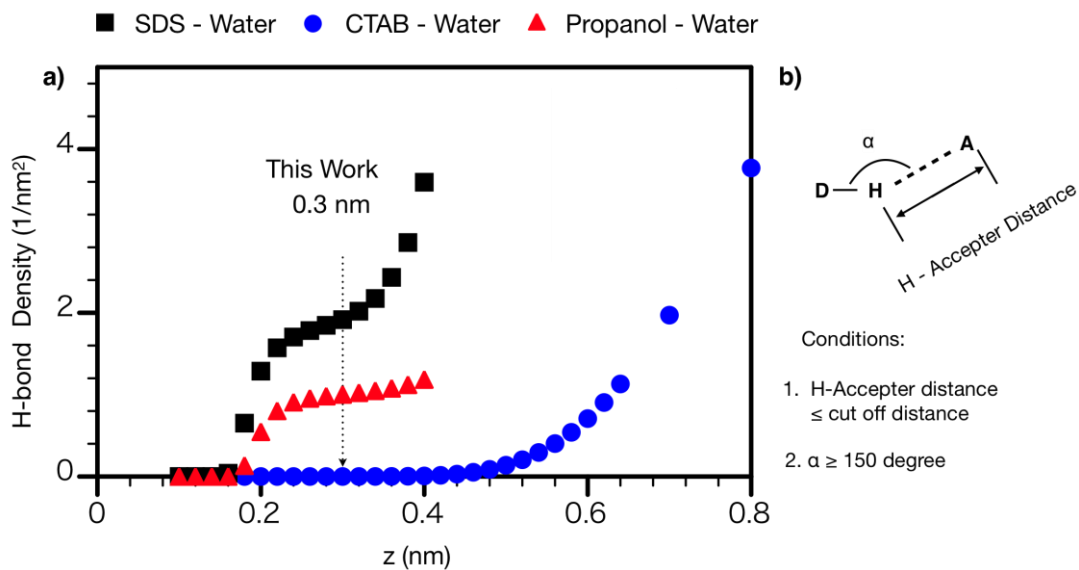 SDS - Water CTAB - Water Propanol - Water
a)
H-bond Density (1/nm²)
4
2
0
This Work
0.3 nm
0 0.2 0.4 0.6 0.8
z (nm)
b)
α
D H A
H - Accepter Distance
Conditions:
1. H-Accepter distance
≤ cut off distance
2. α ≥ 150 degree